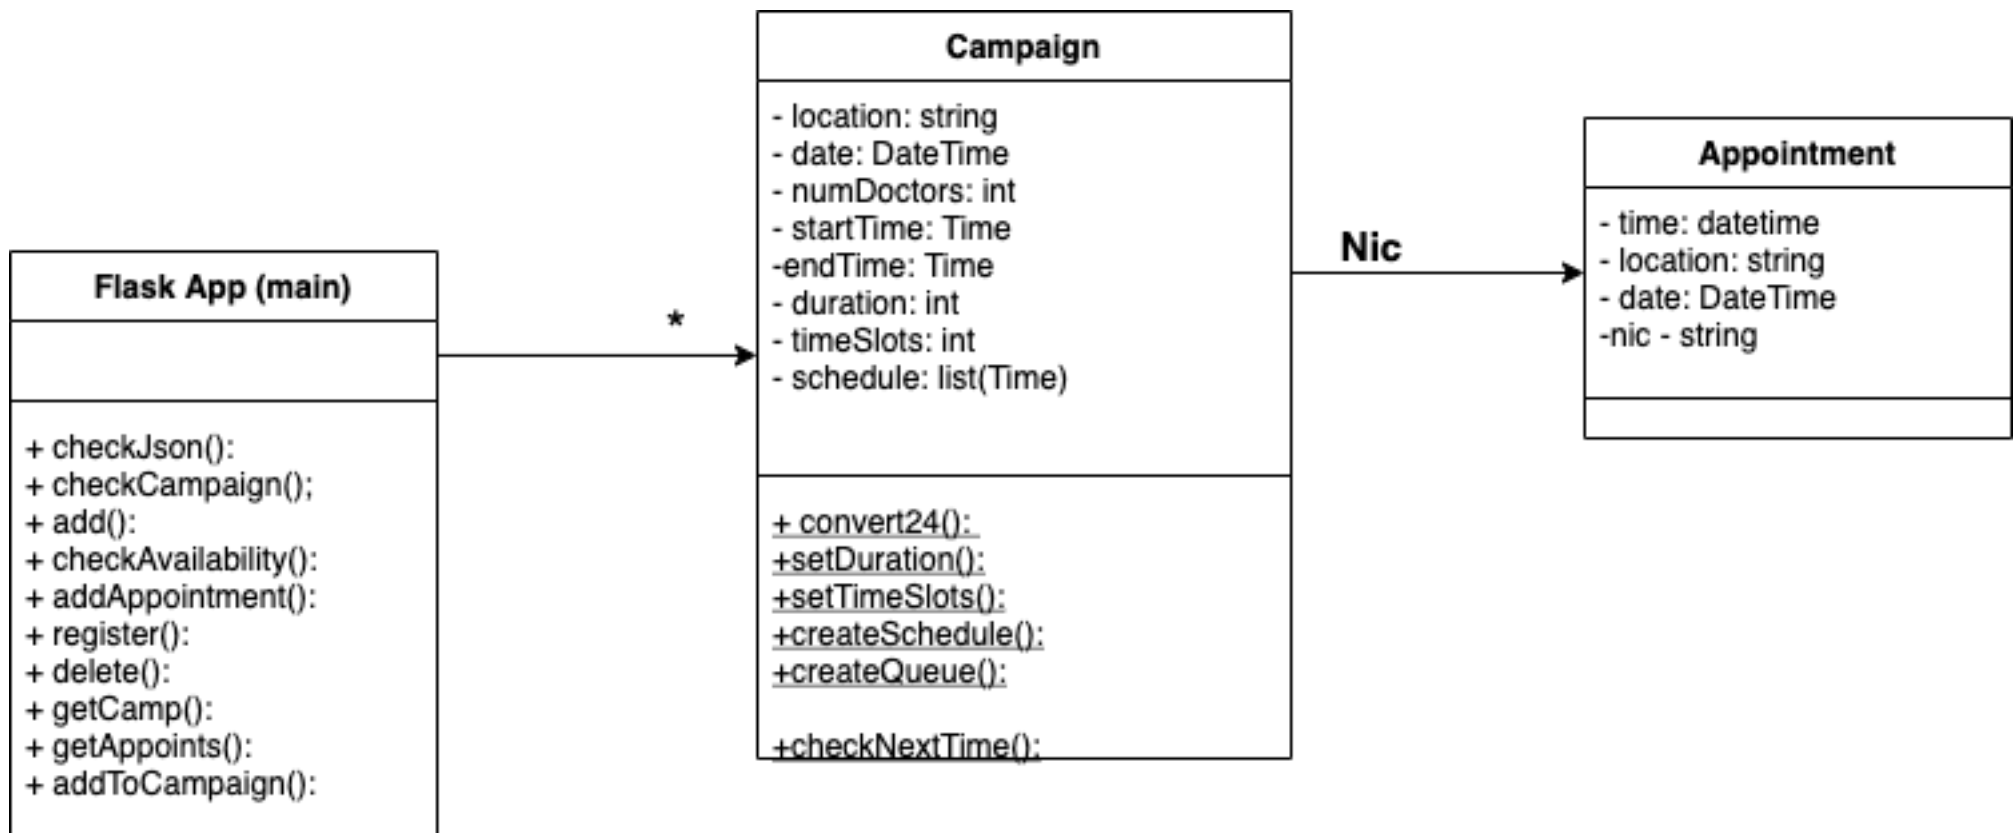 Flask App (main)
+ checkJson():
+ checkCampaign();
+ add():
+ checkAvailability():
+ addAppointment():
+ register():
+ delete():
+ getCamp():
+ getAppoints():
+ addToCampaign():
*
Campaign
- location: string
- date: DateTime
- numDoctors: int
- startTime: Time
-endTime: Time
- duration: int
- timeSlots: int
- schedule: list(Time)
+ convert24():
+setDuration():
+setTimeSlots():
+createSchedule():
+createQueue():
+checkNextTime():
Nic
Appointment
- time: datetime
- location: string
- date: DateTime
-nic - string